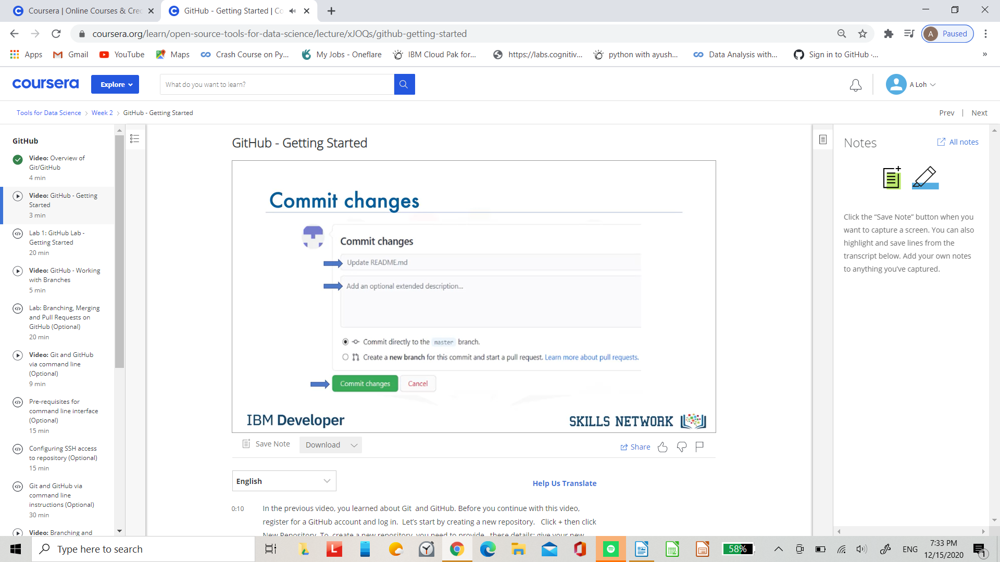 Coursera | Online Courses & Cre
GitHub - Getting Started | Co
coursera.org/learn/open-source-tools-for-data-science/lecture/xJOQs/github-getting-started
A Paused
Apps Gmail YouTube Maps Crash Course on Py... My Jobs - Oneflare IBM Cloud Pak for... https://labs.cognitiv... python with ayush... Data Analysis with... Sign in to GitHub ·... »
coursera Explore What do you want to learn? A Loh
Tools for Data Science > Week 2 > GitHub - Getting Started
Prev | Next
GitHub
Video: Overview of
Git/GitHub
4 min
Video: GitHub - Getting
Started
3 min
Lab 1: GitHub Lab -
Getting Started
20 min
Video: GitHub - Working
with Branches
5 min
Lab: Branching, Merging
and Pull Requests on
GitHub (Optional)
20 min
Video: Git and GitHub
via command line
(Optional)
9 min
Pre-requisites for
command line interface
(Optional)
15 min
Configuring SSH access
to repository (Optional)
15 min
Git and GitHub via
command line
instructions (Optional)
30 min
Video: Branching and
GitHub - Getting Started
Commit changes
Commit changes
Update README.md
Add an optional extended description...
Commit directly to the master branch.
Create a new branch for this commit and start a pull request. Learn more about pull requests.
Commit changes Cancel
IBM Developer
SKILLS NETWORK
Save Note Download
Share
English
Help Us Translate
0:10 In the previous video, you learned about Git and GitHub. Before you continue with this video,
register for a GitHub account and log in. Let's start by creating a new repository. Click + then click
New Repository. To create a new repository, you need to provide these details: give your new
Notes
All notes
Click the “Save Note” button when you
want to capture a screen. You can also
highlight and save lines from the
transcript below. Add your own notes
to anything you’ve captured.
Type here to search
L
58%
ENG
7:33 PM
12/15/2020
1